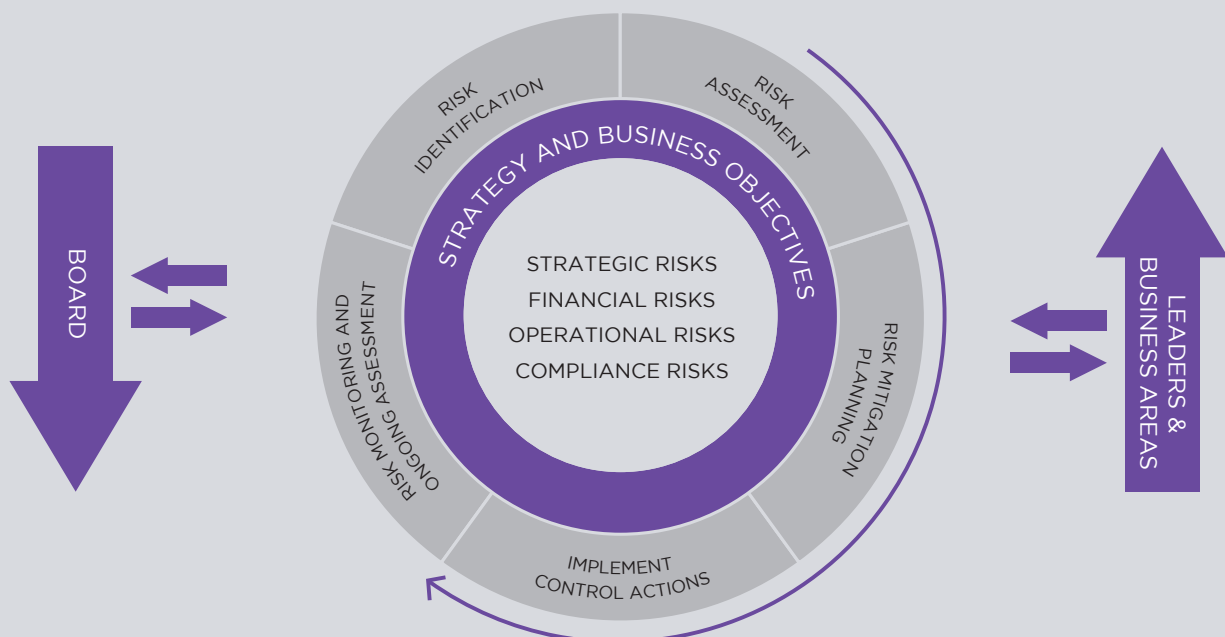 RISK
IDENTIFICATION
RISK
ASSESSMENT
STRATEGY AND BUSINESS OBJECTIVES
BOARD
STRATEGIC RISKS
FINANCIAL RISKS
OPERATIONAL RISKS
COMPLIANCE RISKS
LEADERS &
BUSINESS AREAS
RISK MONITORING AND
ONGOING ASSESSMENT
RISK MITIGATION
PLANNING
IMPLEMENT
CONTROL ACTIONS